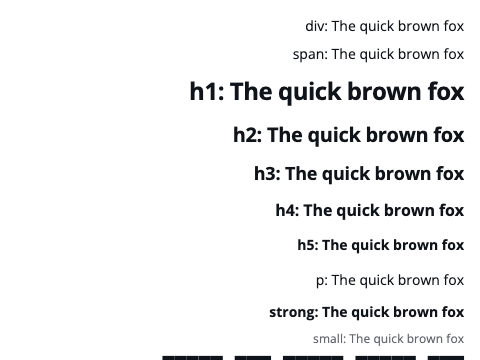 div: The quick brown fox
span: The quick brown fox
h1: The quick brown fox
h2: The quick brown fox
h3: The quick brown fox
h4: The quick brown fox
h5: The quick brown fox
p: The quick brown fox
strong: The quick brown fox
small: The quick brown fox